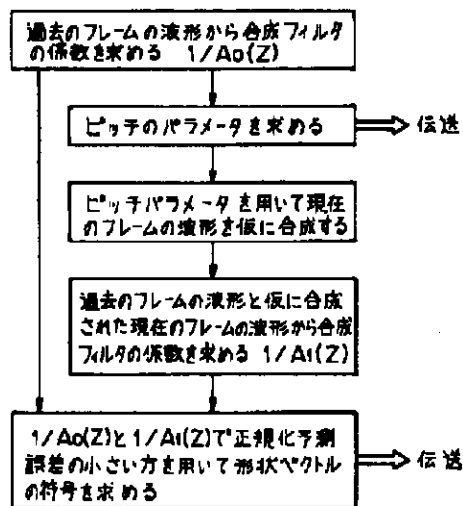 過去のフレームの波形から合成フィルタ
の係数を求める 1/A0(Z)
ピッチのパラメータを求める
伝送
ピッチパラメータを用いて現在
のフレームの波形を仮に合成する
過去のフレームの波形と仮に合成
された現在のフレームの波形から合成
フィルタの係数を求める 1/A1(Z)
1/A0(Z)と1/A1(Z)で正規化予測
誤差の小さい方を用いて形状ベクトル
の符号を求める
伝送